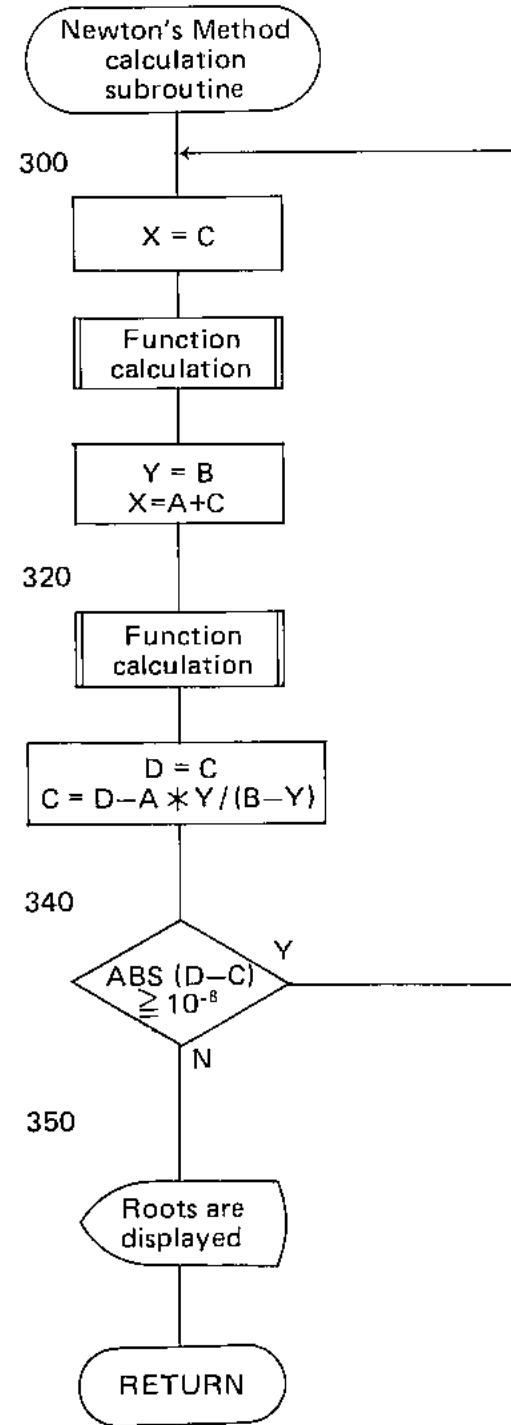 Newton's Method
calculation
subroutine
300
X = C
Function
calculation
Y = B
X=A+C
320
Function
calculation
D = C
C = D−A ∗ Y / (B−Y)
340
Y
ABS (D−C)
≧ 10⁻⁸
N
350
Roots are
displayed
RETURN